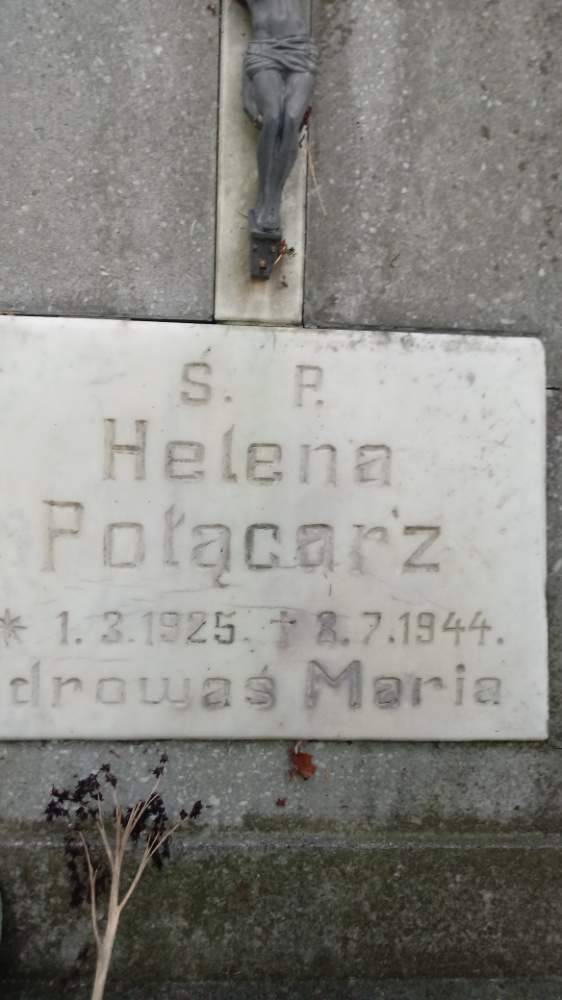 Ś. P.
Helena
Połącarz
* 1.3.1925. † 8.7.1944.
drowaś Maria